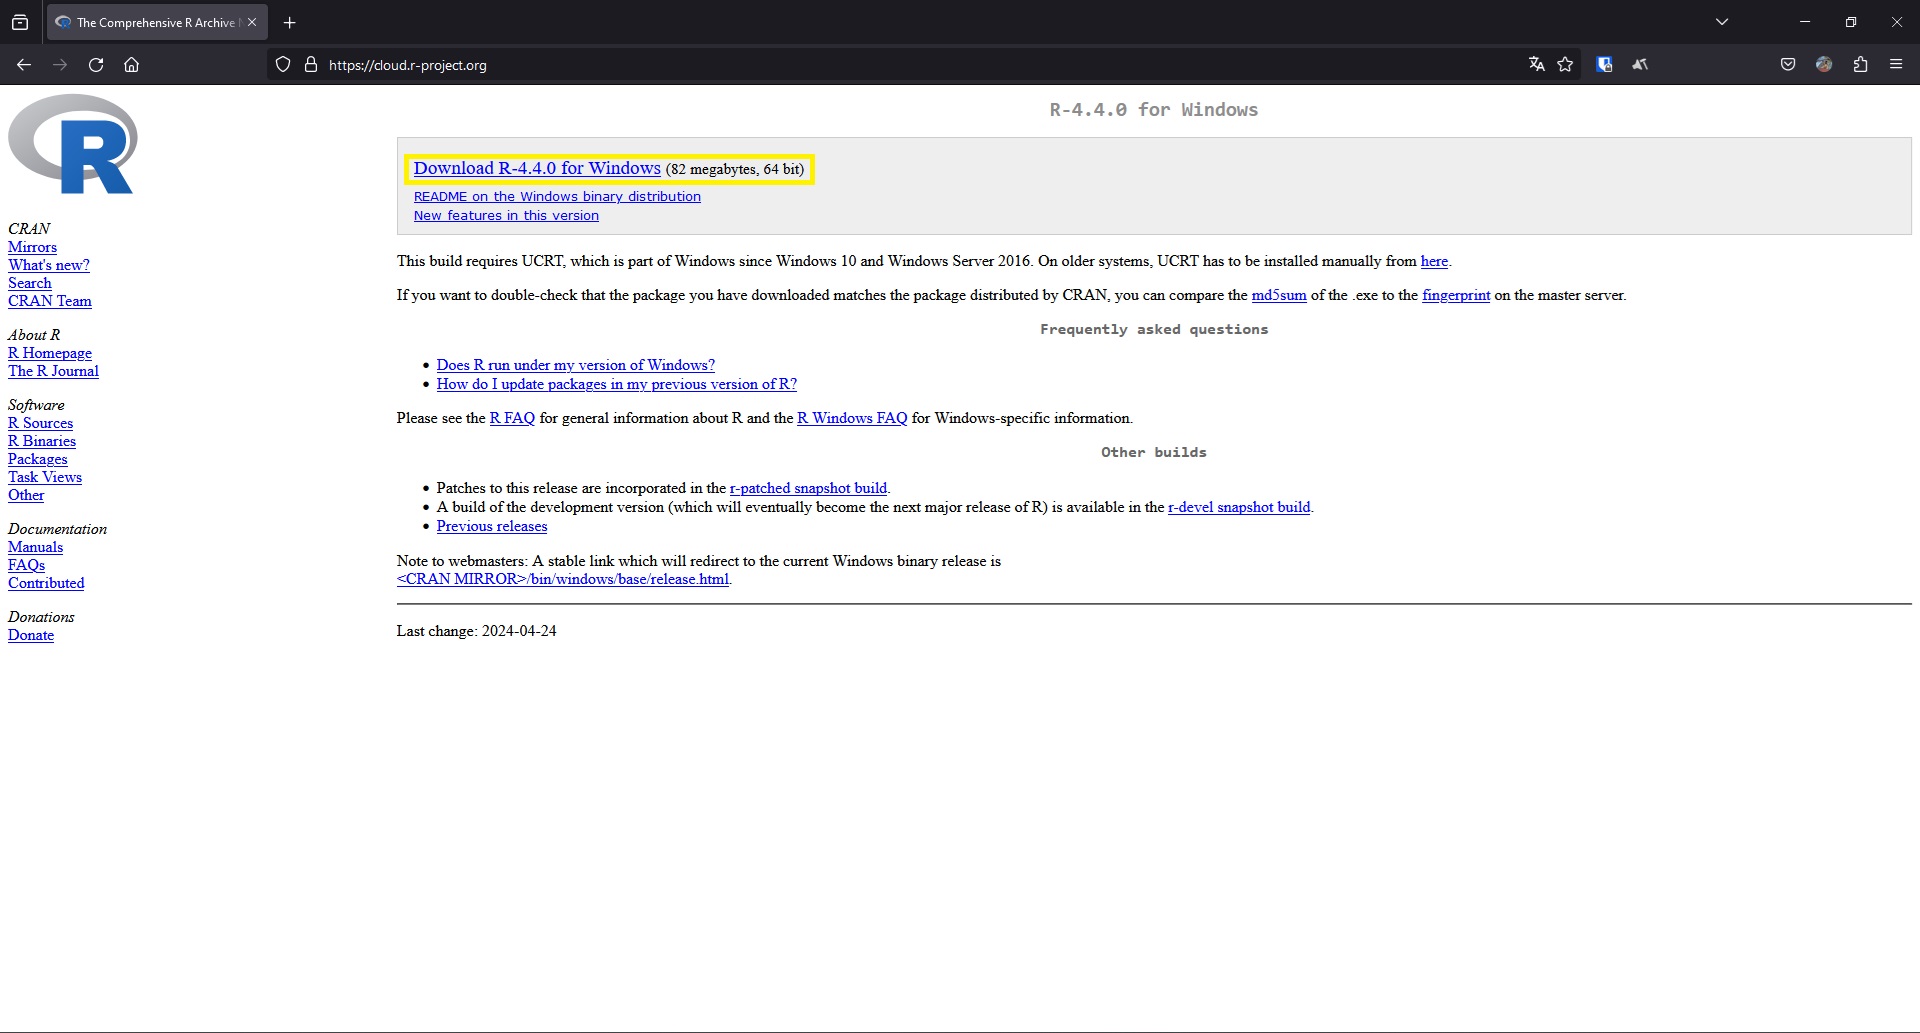 The Comprehensive R Archive
https://cloud.r-project.org
R
CRAN
Mirrors
What's new?
Search
CRAN Team
About R
R Homepage
The R Journal
Software
R Sources
R Binaries
Packages
Task Views
Other
Documentation
Manuals
FAQs
Contributed
Donations
Donate
R-4.4.0 for Windows
Download R-4.4.0 for Windows (82 megabytes, 64 bit)
README on the Windows binary distribution
New features in this version
This build requires UCRT, which is part of Windows since Windows 10 and Windows Server 2016. On older systems, UCRT has to be installed manually from here.
If you want to double-check that the package you have downloaded matches the package distributed by CRAN, you can compare the md5sum of the .exe to the fingerprint on the master server.
Frequently asked questions
• Does R run under my version of Windows?
• How do I update packages in my previous version of R?
Please see the R FAQ for general information about R and the R Windows FAQ for Windows-specific information.
Other builds
• Patches to this release are incorporated in the r-patched snapshot build.
• A build of the development version (which will eventually become the next major release of R) is available in the r-devel snapshot build.
• Previous releases
Note to webmasters: A stable link which will redirect to the current Windows binary release is
<CRAN MIRROR>/bin/windows/base/release.html.
Last change: 2024-04-24